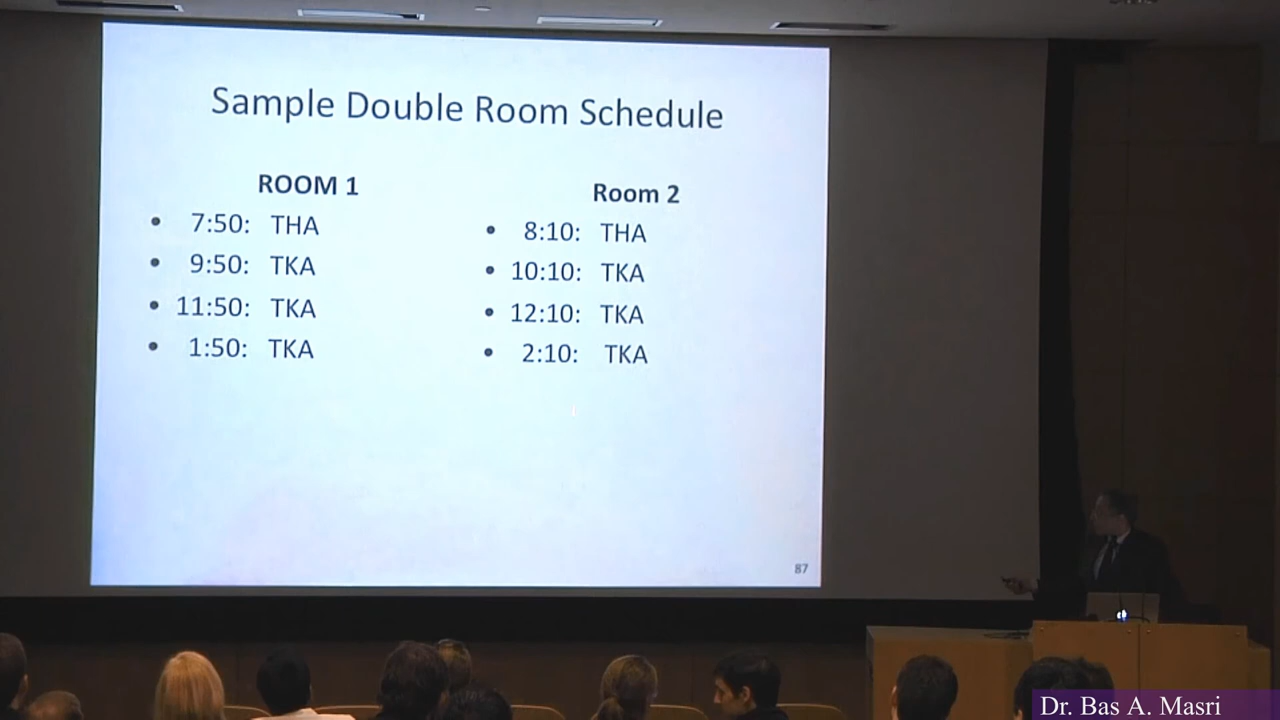 Sample Double Room Schedule
ROOM 1
• 7:50: THA
• 9:50: TKA
• 11:50: TKA
• 1:50: TKA
Room 2
• 8:10: THA
• 10:10: TKA
• 12:10: TKA
• 2:10: TKA
87
Dr. Bas A. Masri